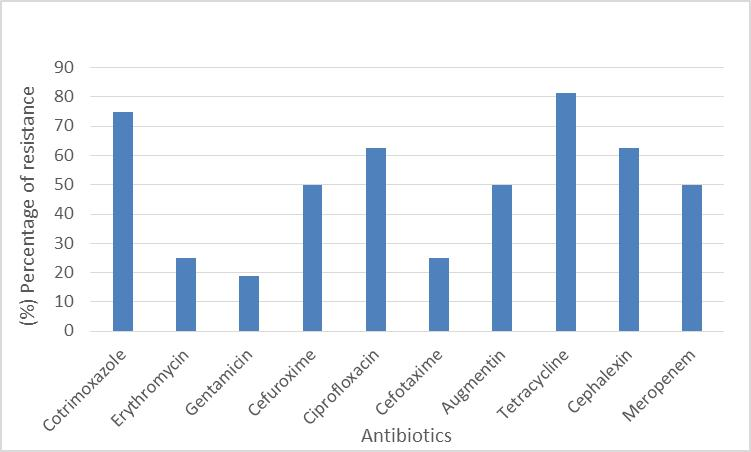 (%) Percentage of resistance
90
80
70
60
50
40
30
20
10
0
Cotrimoxazole
Erythromycin
Gentamicin
Cefuroxime
Ciprofloxacin
Cefotaxime
Augmentin
Tetracycline
Cephalexin
Meropenem
Antibiotics